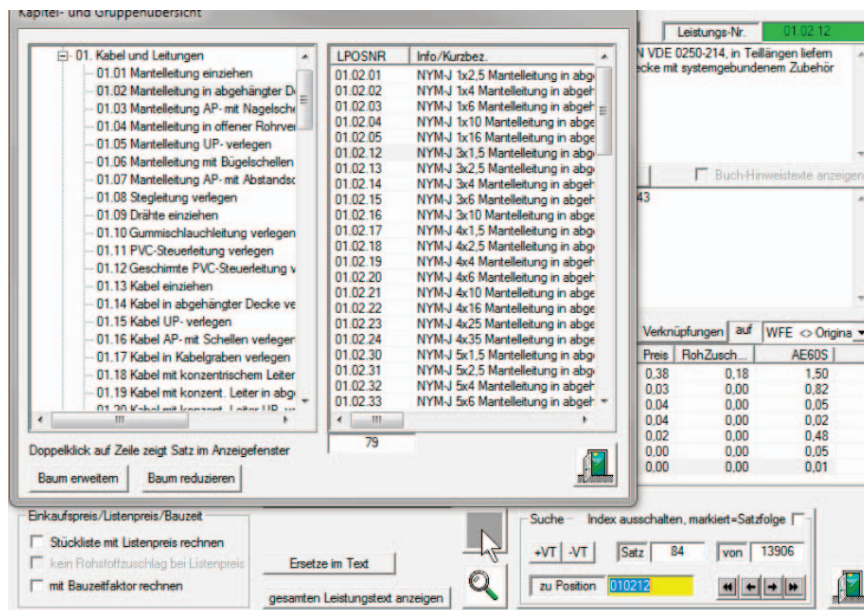 Kapitel- und Gruppenübersicht
01. Kabel und Leitungen
01.01 Mantelleitung einziehen
01.02 Mantelleitung in abgehängter D
01.03 Mantelleitung AP- mit Nagelsche
01.04 Mantelleitung in offener Rohrver
01.05 Mantelleitung UP- verlegen
01.06 Mantelleitung mit Bügelschellen
01.07 Mantelleitung AP- mit Abstands
01.08 Stegleitung verlegen
01.09 Drähte einziehen
01.10 Gummischlauchleitung verlegen
01.11 PVC-Steuerleitung verlegen
01.12 Geschirmte PVC-Steuerleitung v
01.13 Kabel einziehen
01.14 Kabel in abgehängter Decke ve
01.15 Kabel UP- verlegen
01.16 Kabel AP- mit Schellen verlegen
01.17 Kabel in Kabelgraben verlegen
01.18 Kabel mit konzentrischem Leiter
01.19 Kabel mit konzent. Leiter in abg
01.20 Kabel mit konzent. Leiter UP- v
LPOSNR Info/Kurzbez.
01.02.01 NYM-J 1x2,5 Mantelleitung in abg
01.02.02 NYM-J 1x4 Mantelleitung in abgeh
01.02.03 NYM-J 1x6 Mantelleitung in abgeh
01.02.04 NYM-J 1x10 Mantelleitung in abge
01.02.05 NYM-J 1x16 Mantelleitung in abge
01.02.12 NYM-J 3x1,5 Mantelleitung in abg
01.02.13 NYM-J 3x2,5 Mantelleitung in abg
01.02.14 NYM-J 3x4 Mantelleitung in abgeh
01.02.15 NYM-J 3x6 Mantelleitung in abgeh
01.02.16 NYM-J 3x10 Mantelleitung in abge
01.02.17 NYM-J 4x1,5 Mantelleitung in abg
01.02.18 NYM-J 4x2,5 Mantelleitung in abg
01.02.19 NYM-J 4x4 Mantelleitung in abgeh
01.02.20 NYM-J 4x6 Mantelleitung in abgeh
01.02.21 NYM-J 4x10 Mantelleitung in abge
01.02.22 NYM-J 4x16 Mantelleitung in abge
01.02.23 NYM-J 4x25 Mantelleitung in abge
01.02.24 NYM-J 4x35 Mantelleitung in abge
01.02.30 NYM-J 5x1,5 Mantelleitung in abg
01.02.31 NYM-J 5x2,5 Mantelleitung in abg
01.02.32 NYM-J 5x4 Mantelleitung in abgeh
01.02.33 NYM-J 5x6 Mantelleitung in abgeh
79
Doppelklick auf Zeile zeigt Satz im Anzeigefenster
Baum erweitern Baum reduzieren
Leistungs-Nr. 01.02.12
N VDE 0250-214, in Teillängen liefern
ecke mit systemgebundenem Zubehör
Buch-Hinweistexte anzeigen
43
Verknüpfungen auf WFE <> Origina
Preis RohZusch... AE60S
0,38 0,18 1,50
0,03 0,00 0,82
0,04 0,00 0,05
0,04 0,00 0,02
0,02 0,00 0,48
0,00 0,00 0,05
0,00 0,00 0,01
Einkaufspreis/Listenpreis/Bauzeit
Stückliste mit Listenpreis rechnen
kein Rohstoffzuschlag bei Listenpreis
mit Bauzeitfaktor rechnen
Ersetze im Text
gesamten Leistungstext anzeigen
Suche Index ausschalten, markiert=Satzfolge
+VT -VT Satz 84 von 13906
zu Position 010212